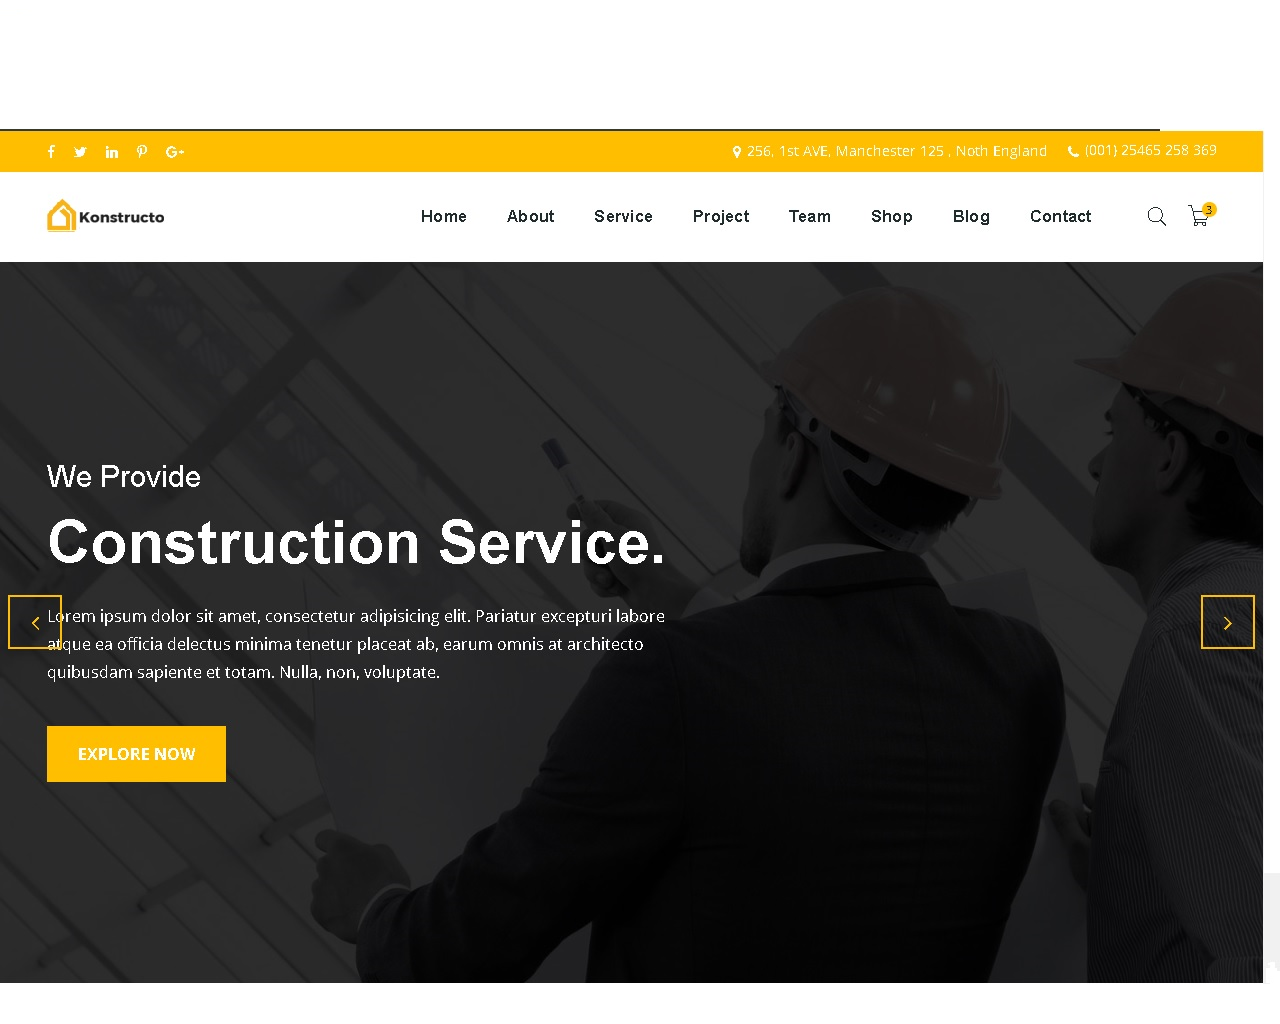 256, 1st AVE, Manchester 125 , Noth England (001) 25465 258 369
Konstructo Home About Service Project Team Shop Blog Contact 3
We Provide
Construction Service.
Lorem ipsum dolor sit amet, consectetur adipisicing elit. Pariatur excepturi labore
atque ea officia delectus minima tenetur placeat ab, earum omnis at architecto
quibusdam sapiente et totam. Nulla, non, voluptate.
EXPLORE NOW